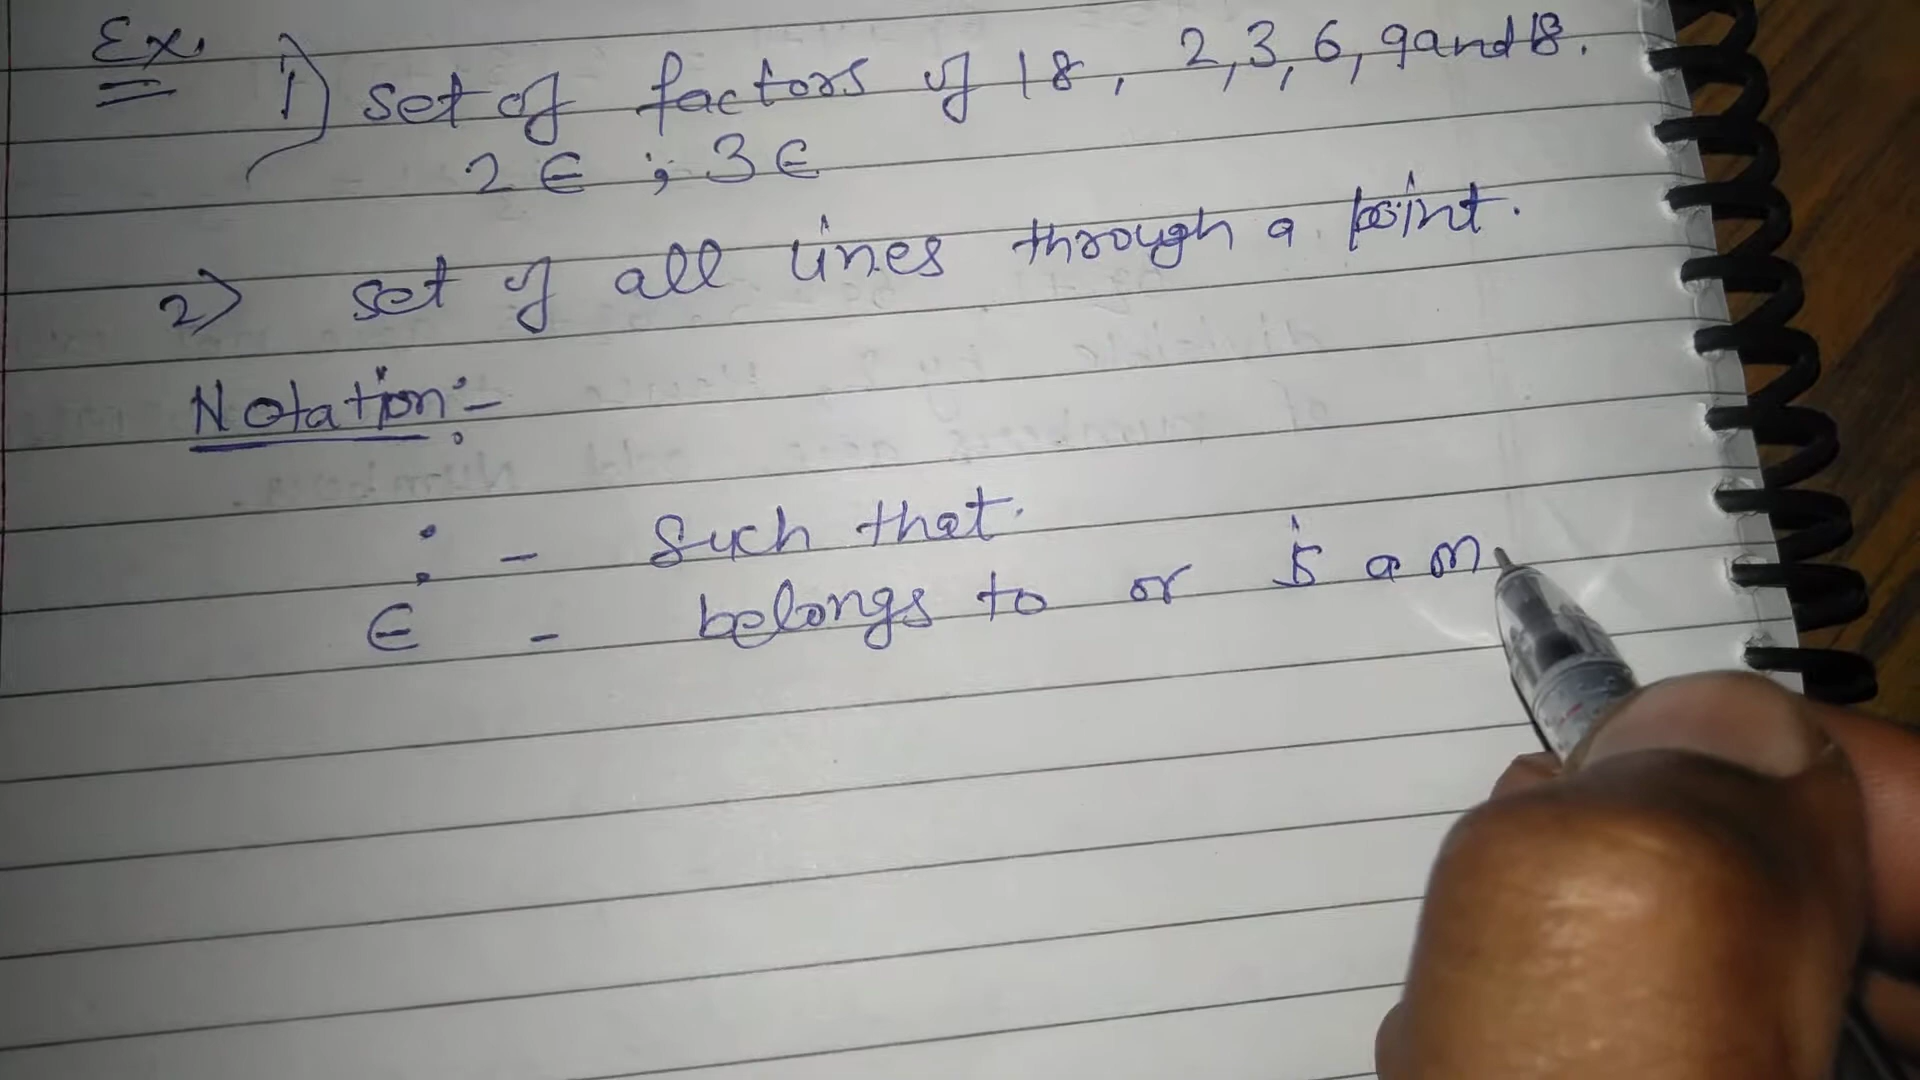 Ex.
1) set of factors of 18, 2,3,6,9 and 18.
2 ∈ ; 3 ∈
2) set of all lines through a point.
Notation:-
: - Such that.
∈ - belongs to or is a m